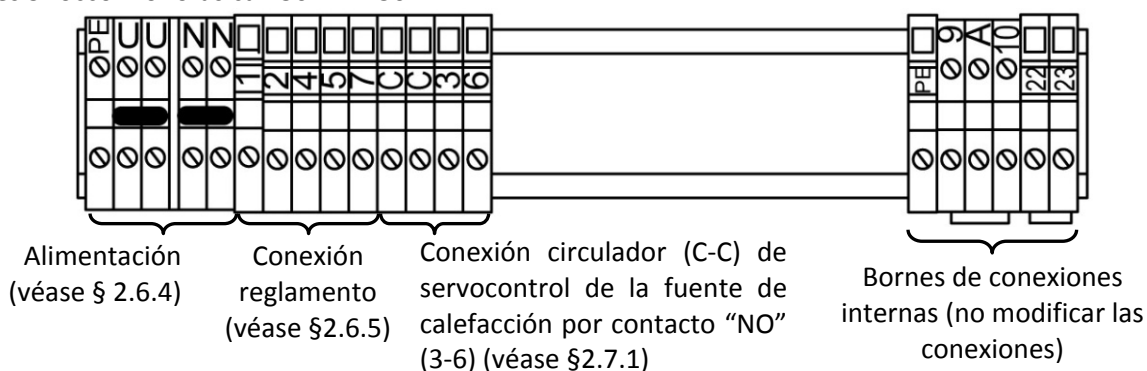 PE U U N N 1 2 4 5 7 C C 3 6
PE 9 A 10 22 23
Alimentación
(véase § 2.6.4)
Conexión
reglamento
(véase §2.6.5)
Conexión circulador (C-C) de
servocontrol de la fuente de
calefacción por contacto “NO”
(3-6) (véase §2.7.1)
Bornes de conexiones
internas (no modificar las
conexiones)